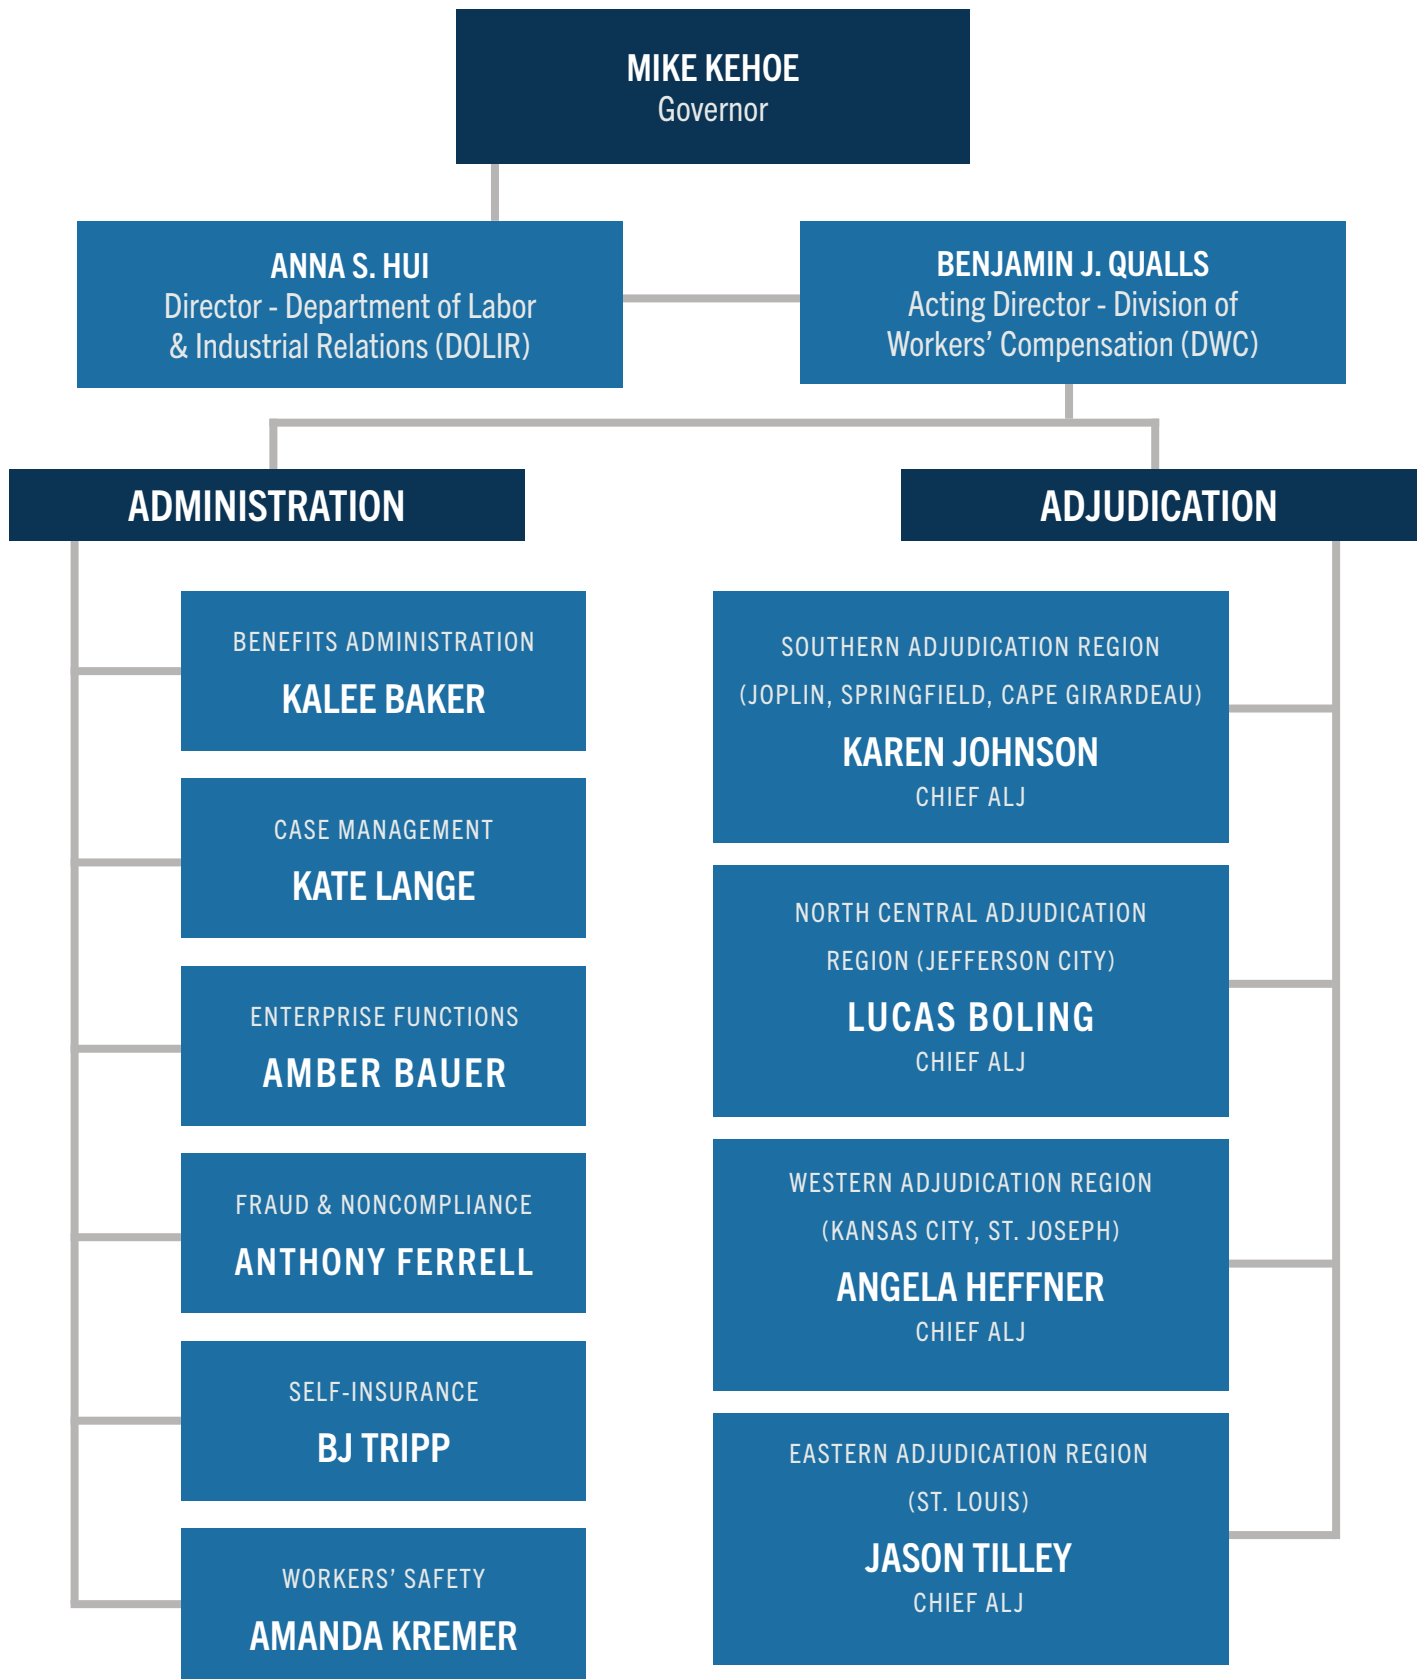 MIKE KEHOE
Governor
ANNA S. HUI
Director - Department of Labor
& Industrial Relations (DOLIR)
BENJAMIN J. QUALLS
Acting Director - Division of
Workers’ Compensation (DWC)
ADMINISTRATION
BENEFITS ADMINISTRATION
KALEE BAKER
CASE MANAGEMENT
KATE LANGE
ENTERPRISE FUNCTIONS
AMBER BAUER
FRAUD & NONCOMPLIANCE
ANTHONY FERRELL
SELF-INSURANCE
BJ TRIPP
WORKERS’ SAFETY
AMANDA KREMER
ADJUDICATION
SOUTHERN ADJUDICATION REGION
(JOPLIN, SPRINGFIELD, CAPE GIRARDEAU)
KAREN JOHNSON
CHIEF ALJ
NORTH CENTRAL ADJUDICATION
REGION (JEFFERSON CITY)
LUCAS BOLING
CHIEF ALJ
WESTERN ADJUDICATION REGION
(KANSAS CITY, ST. JOSEPH)
ANGELA HEFFNER
CHIEF ALJ
EASTERN ADJUDICATION REGION
(ST. LOUIS)
JASON TILLEY
CHIEF ALJ